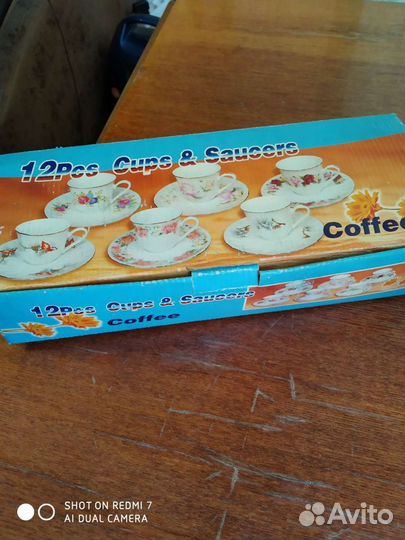 12Pcs Cups & Saucers
Coffee
12Pcs Cups & Saucers
Coffee
SHOT ON REDMI 7
AI DUAL CAMERA
Avito